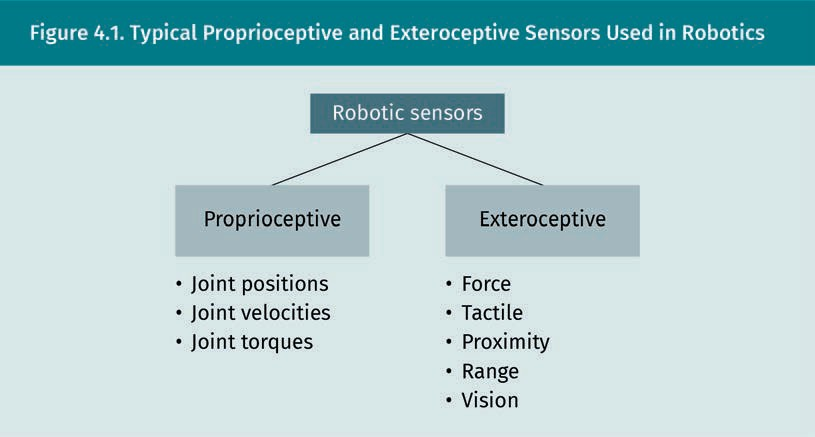 Figure 4.1. Typical Proprioceptive and Exteroceptive Sensors Used in Robotics
Robotic sensors
Proprioceptive
• Joint positions
• Joint velocities
• Joint torques
Exteroceptive
• Force
• Tactile
• Proximity
• Range
• Vision